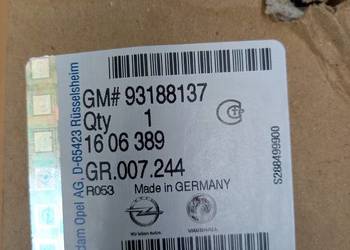 GM# 93188137
Qty 1
16 06 389
GR.007.244
R053 Made in GERMANY
dam Opel AG, D-65423 Rüsselsheim
S288499900
VAUXHALL